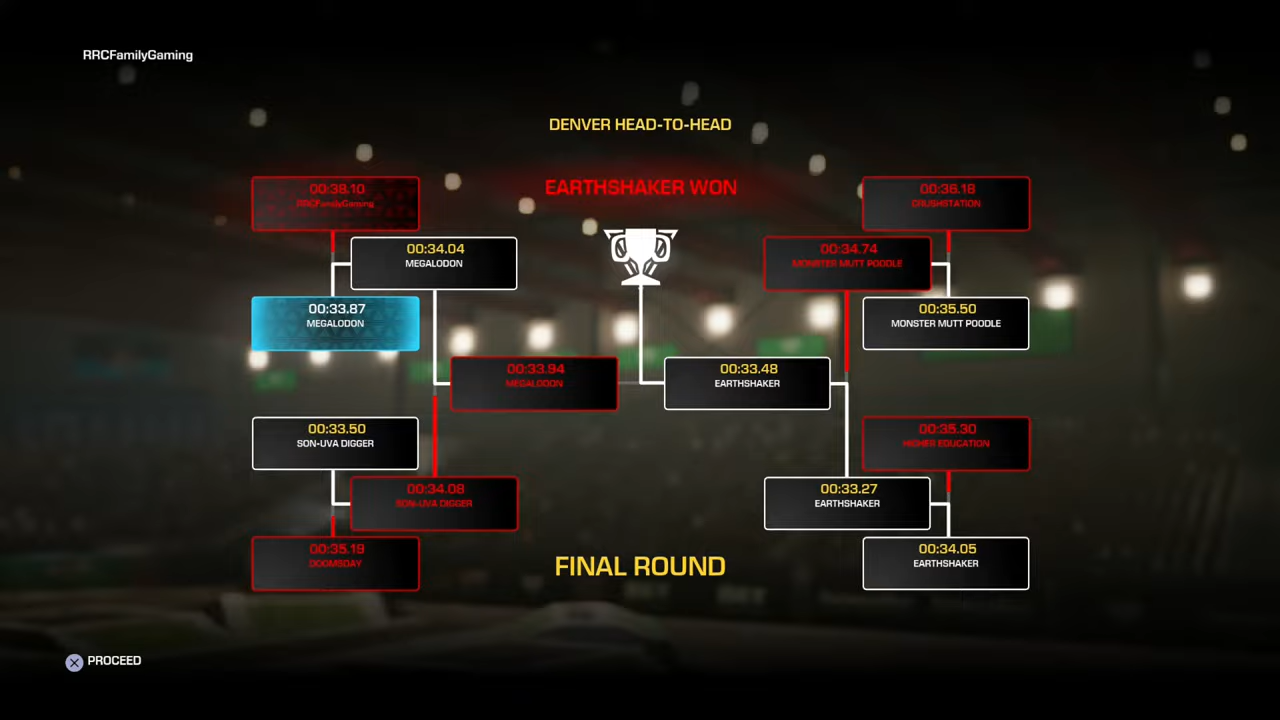 RRCFamilyGaming
DENVER HEAD-TO-HEAD
EARTHSHAKER WON
00:38.10
RRCFamilyGaming
00:36.18
CRUSHSTATION
00:34.04
MEGALODON
00:34.74
MONSTER MUTT POODLE
00:33.87
MEGALODON
00:35.50
MONSTER MUTT POODLE
00:33.94
MEGALODON
00:33.48
EARTHSHAKER
00:33.50
SON-UVA DIGGER
00:35.30
HIGHER EDUCATION
00:34.08
SON-UVA DIGGER
00:33.27
EARTHSHAKER
00:35.19
DOOMSDAY
00:34.05
EARTHSHAKER
FINAL ROUND
PROCEED